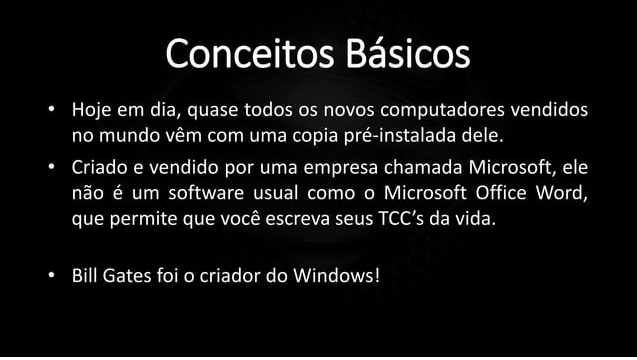 Conceitos Básicos
• Hoje em dia, quase todos os novos computadores vendidos
no mundo vêm com uma copia pré-instalada dele.
• Criado e vendido por uma empresa chamada Microsoft, ele
não é um software usual como o Microsoft Office Word,
que permite que você escreva seus TCC’s da vida.
• Bill Gates foi o criador do Windows!